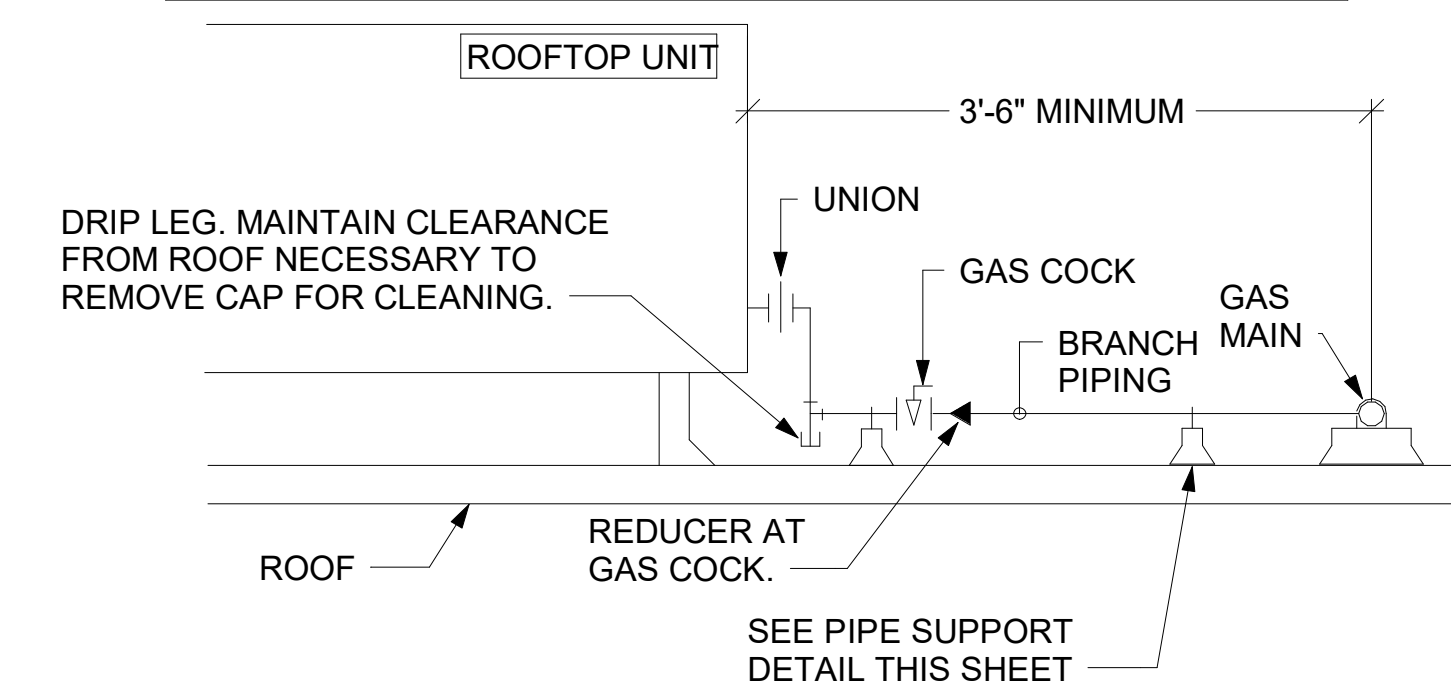 ROOFTOP UNIT
3'-6" MINIMUM
UNION
DRIP LEG. MAINTAIN CLEARANCE
FROM ROOF NECESSARY TO
REMOVE CAP FOR CLEANING.
GAS COCK
GAS
MAIN
BRANCH
PIPING
REDUCER AT
GAS COCK.
ROOF
SEE PIPE SUPPORT
DETAIL THIS SHEET